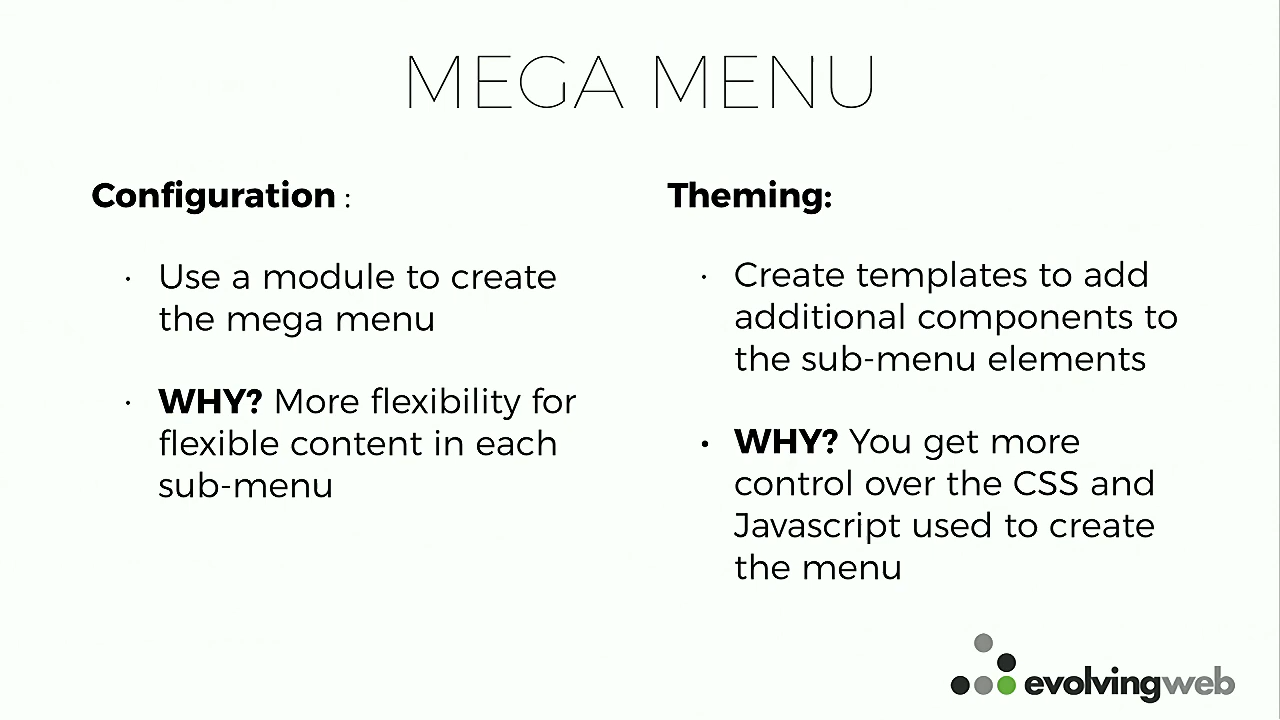 MEGA MENU
Configuration :
· Use a module to create
the mega menu
· WHY? More flexibility for
flexible content in each
sub-menu
Theming:
· Create templates to add
additional components to
the sub-menu elements
· WHY? You get more
control over the CSS and
Javascript used to create
the menu
evolvingweb